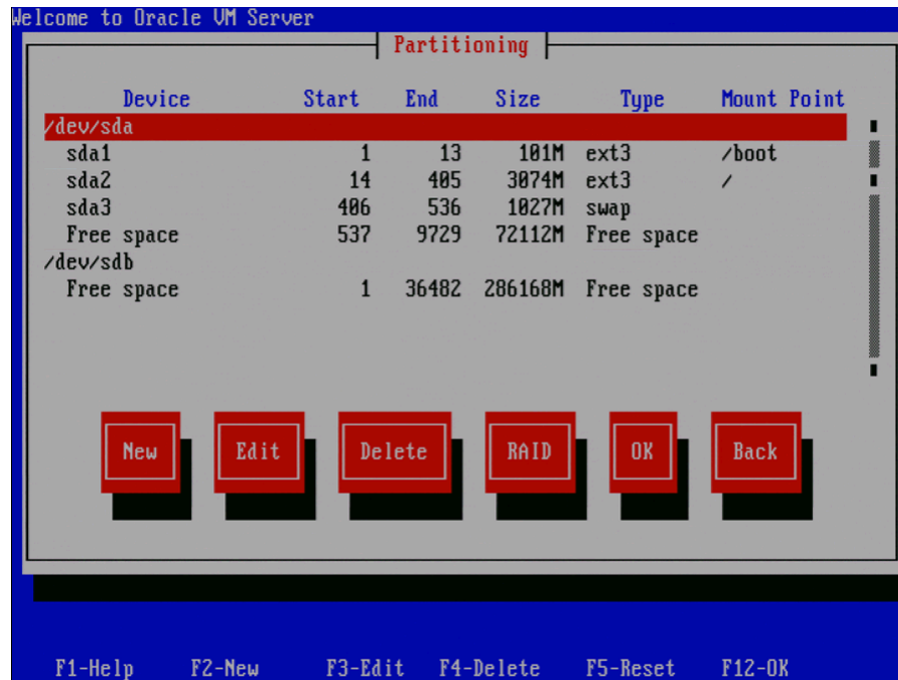 Welcome to Oracle VM Server
Partitioning
Device Start End Size Type Mount Point
/dev/sda
sda1 1 13 101M ext3 /boot
sda2 14 405 3074M ext3 /
sda3 406 536 1027M swap
Free space 537 9729 72112M Free space
/dev/sdb
Free space 1 36482 286168M Free space
New Edit Delete RAID OK Back
F1-Help F2-New F3-Edit F4-Delete F5-Reset F12-OK